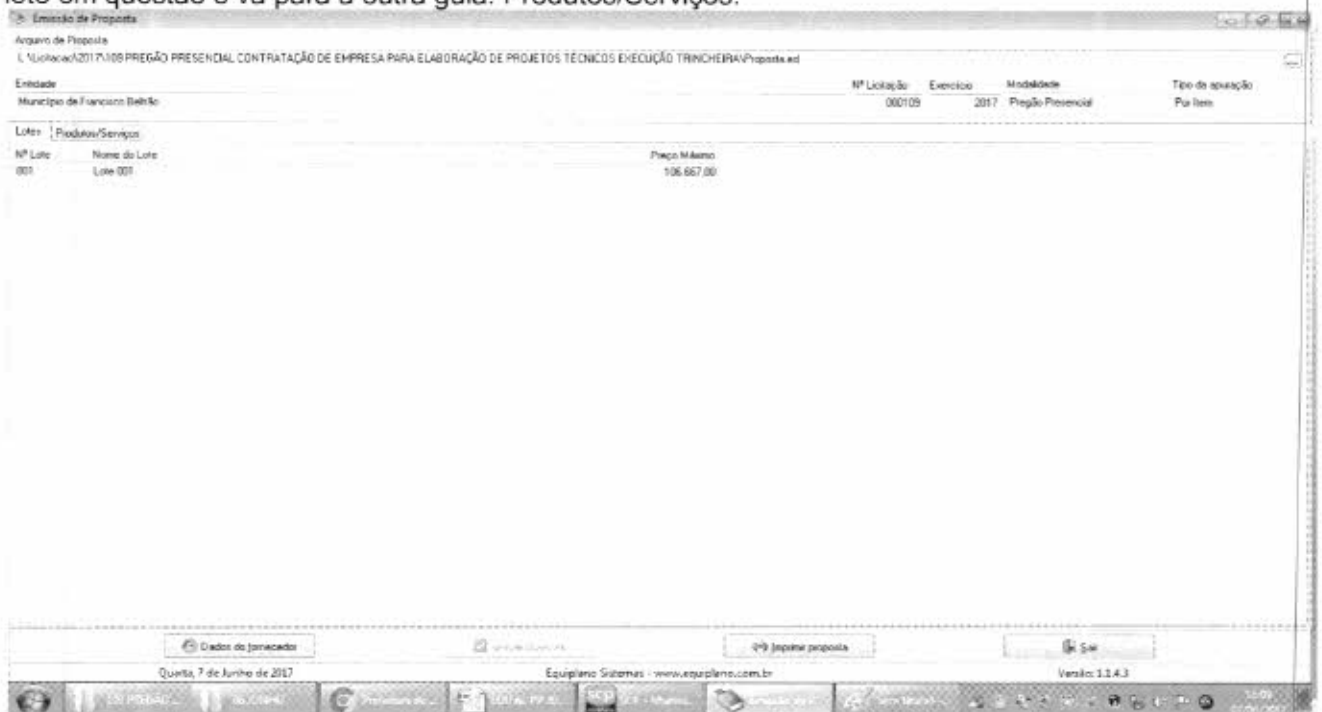 lote em questão e vá para a outra guia: Produtos/Serviços.
Emissão de Proposta
Arquivo de Proposta
L:\Licitacao\2017\109 PREGÃO PRESENCIAL CONTRATAÇÃO DE EMPRESA PARA ELABORAÇÃO DE PROJETOS TÉCNICOS EXECUÇÃO TRINCHEIRA\Proposta.esl
Entidade Nº Licitação Exercício Modalidade Tipo da apuração
Município de Francisco Beltrão 000109 2017 Pregão Presencial Por Item
Lotes Produtos/Serviços
Nº Lote Nome do Lote Preço Máximo
001 Lote 001 106.667,00
Dados do fornecedor Imprimir proposta Sair
Quarta, 7 de Junho de 2017 Equiplano Sistemas - www.equiplano.com.br Versão: 1.1.4.3
16:09